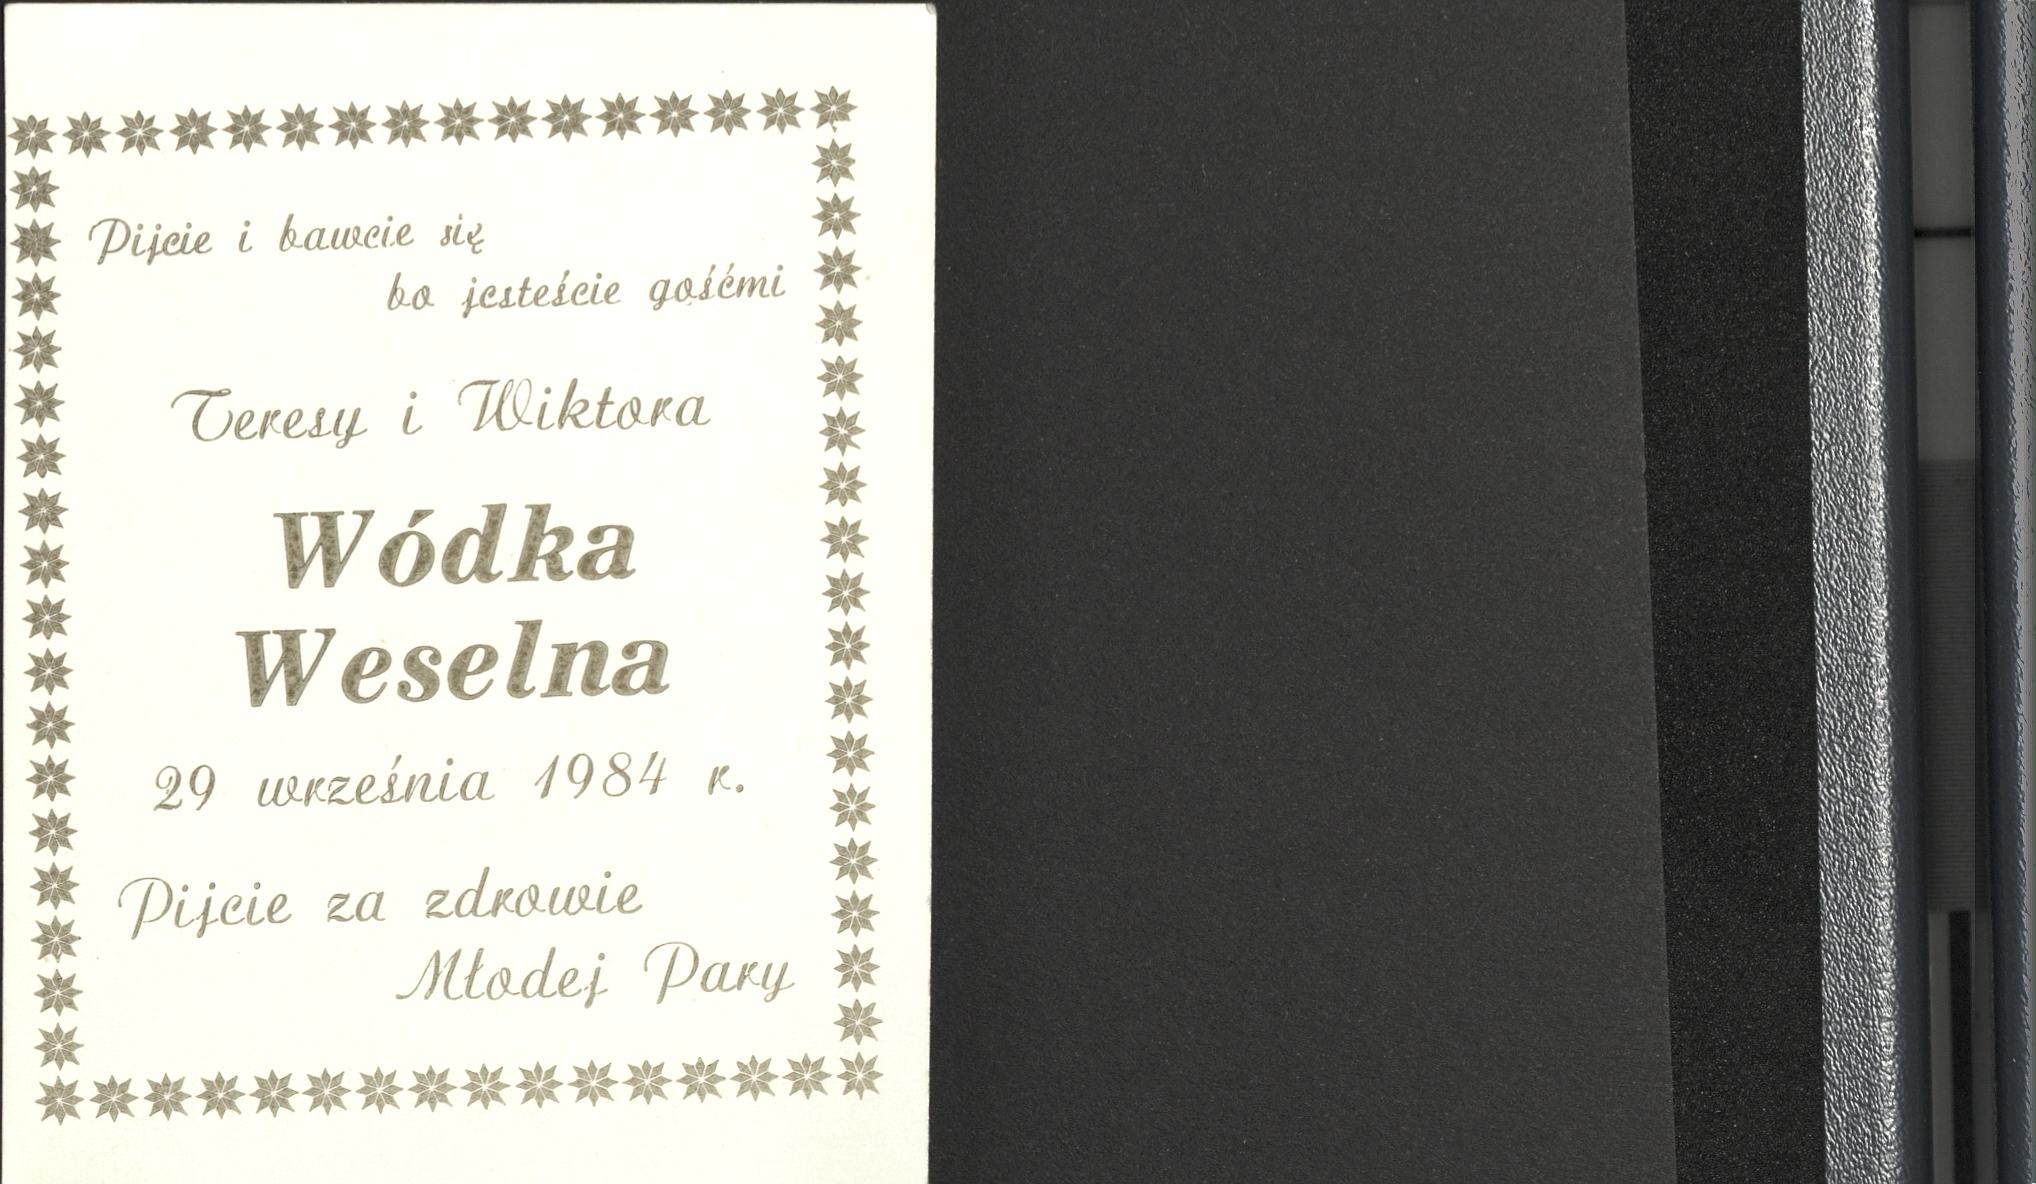 Pijcie i bawcie się
bo jesteście gośćmi
Teresy i Wiktora
Wódka
Weselna
29 września 1984 r.
Pijcie za zdrowie
Młodej Pary